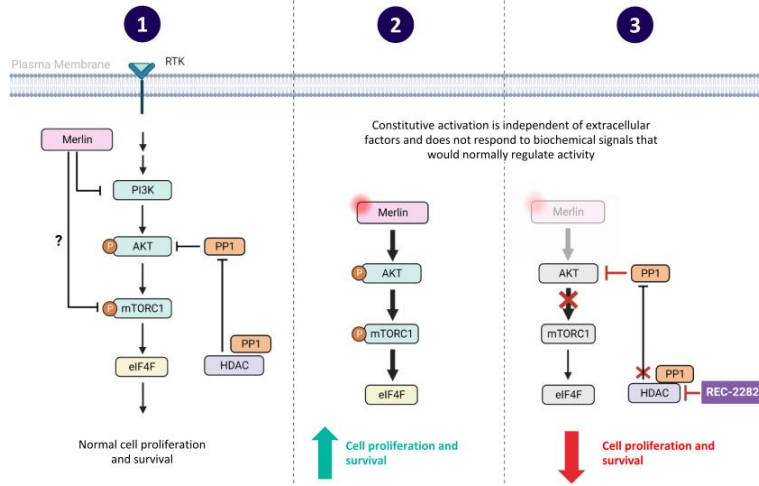 1
2
3
Plasma Membrane
RTK
Merlin
PI3K
?
P
AKT
PP1
P
mTORC1
eIF4F
PP1
HDAC
Normal cell proliferation
and survival
Constitutive activation is independent of extracellular
factors and does not respond to biochemical signals that
would normally regulate activity
Merlin
P
AKT
P
mTORC1
eIF4F
Cell proliferation and
survival
Merlin
AKT
PP1
mTORC1
eIF4F
PP1
HDAC
REC-2282
Cell proliferation and
survival